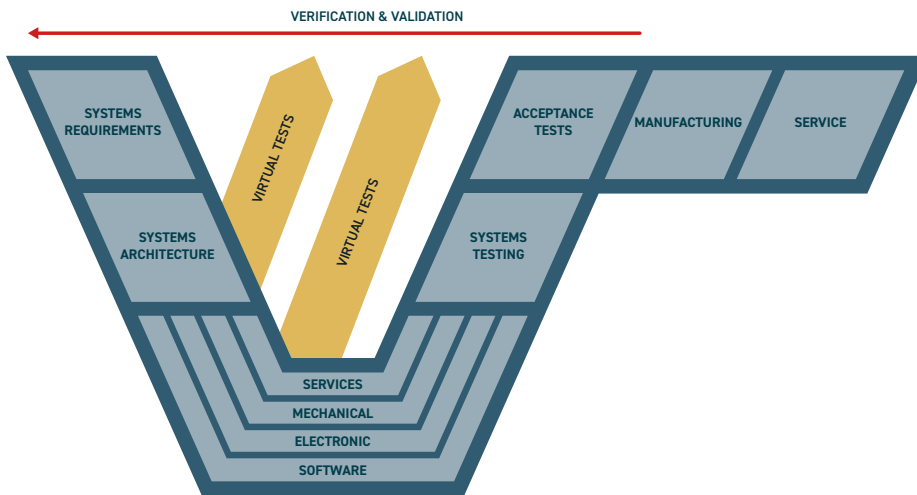 VERIFICATION & VALIDATION
SYSTEMS
REQUIREMENTS
VIRTUAL TESTS
VIRTUAL TESTS
ACCEPTANCE
TESTS
MANUFACTURING
SERVICE
SYSTEMS
ARCHITECTURE
SYSTEMS
TESTING
SERVICES
MECHANICAL
ELECTRONIC
SOFTWARE